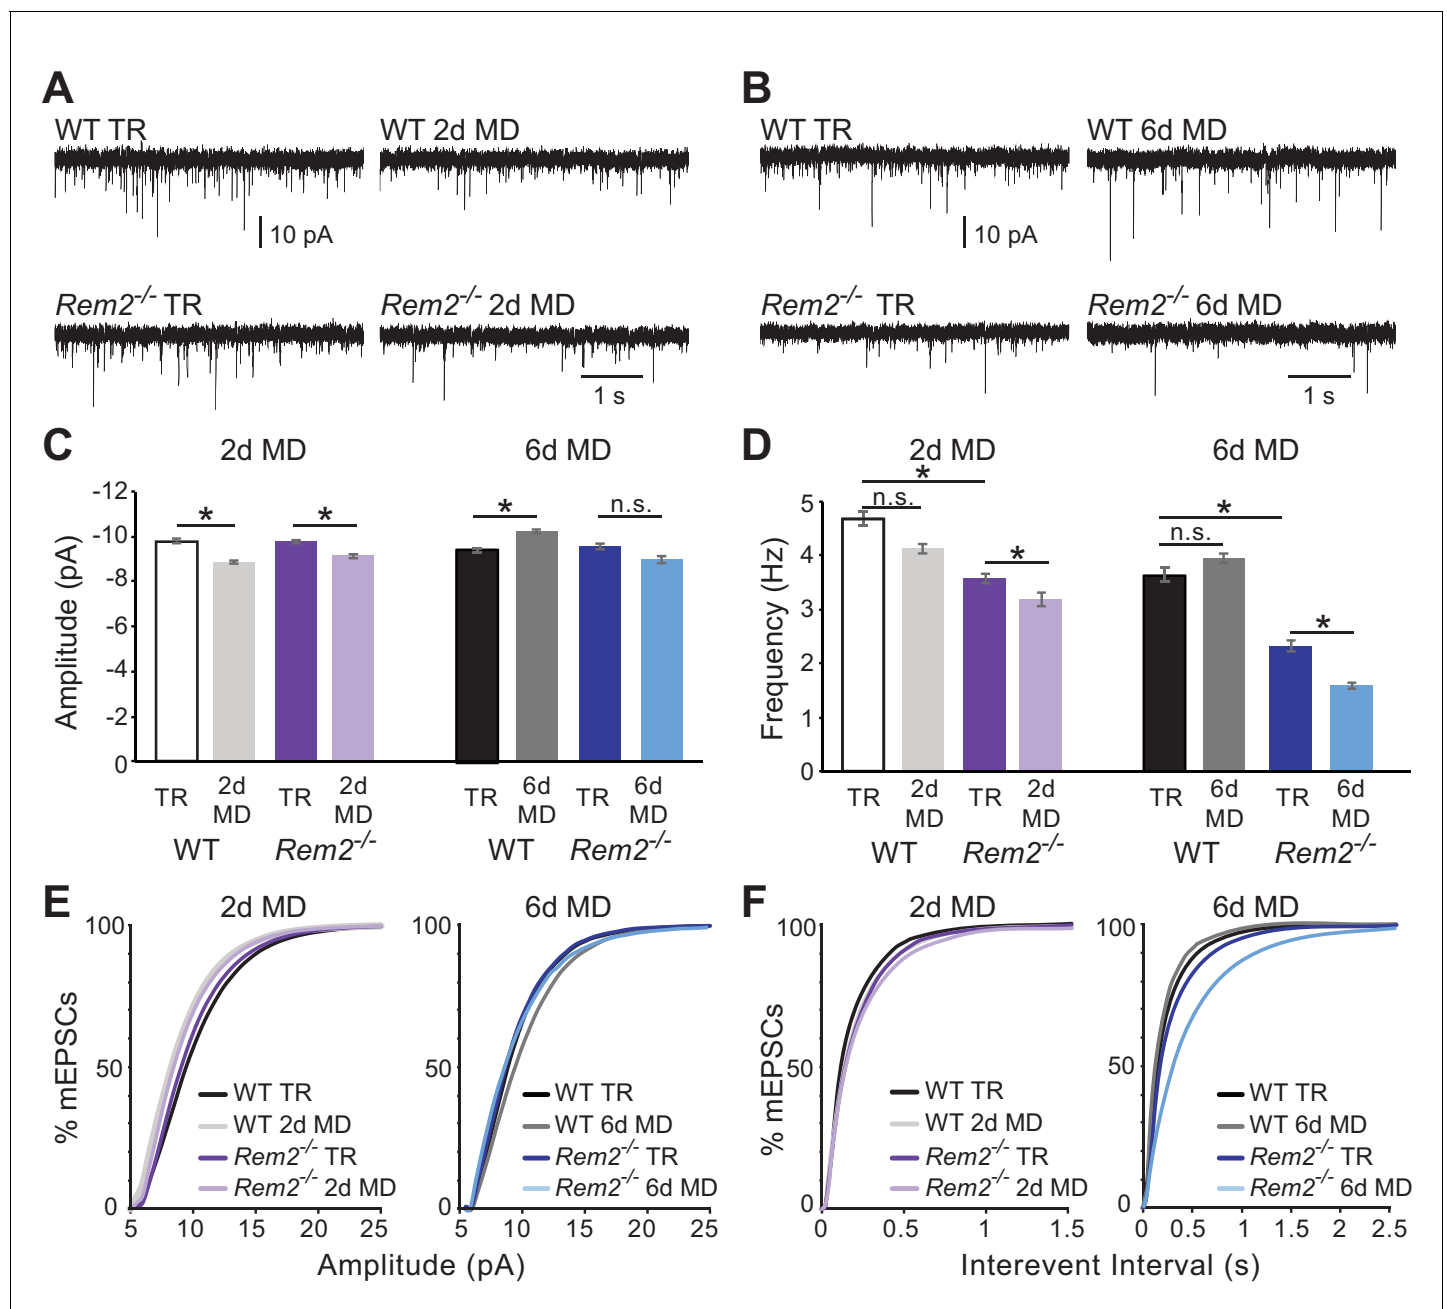 A
WT TR
WT 2d MD
10 pA
Rem2-/- TR
Rem2-/- 2d MD
1 s
B
WT TR
WT 6d MD
10 pA
Rem2-/- TR
Rem2-/- 6d MD
1 s
C
2d MD
6d MD
Amplitude (pA)
-12
-10
-8
-6
-4
-2
0
*
*
*
n.s.
TR
2d MD
TR
2d MD
TR
6d MD
TR
6d MD
WT
Rem2-/-
WT
Rem2-/-
D
2d MD
6d MD
Frequency (Hz)
5
4
3
2
1
0
*
n.s.
*
*
n.s.
*
TR
2d MD
TR
2d MD
TR
6d MD
TR
6d MD
WT
Rem2-/-
WT
Rem2-/-
E
2d MD
6d MD
% mEPSCs
100
50
0
5 10 15 20 25
WT TR
WT 2d MD
Rem2-/- TR
Rem2-/- 2d MD
100
50
0
5 10 15 20 25
WT TR
WT 6d MD
Rem2-/- TR
Rem2-/- 6d MD
Amplitude (pA)
F
2d MD
6d MD
% mEPSCs
100
50
0
0 0.5 1 1.5
WT TR
WT 2d MD
Rem2-/- TR
Rem2-/- 2d MD
100
50
0
0 0.5 1 1.5 2 2.5
WT TR
WT 6d MD
Rem2-/- TR
Rem2-/- 6d MD
Interevent Interval (s)